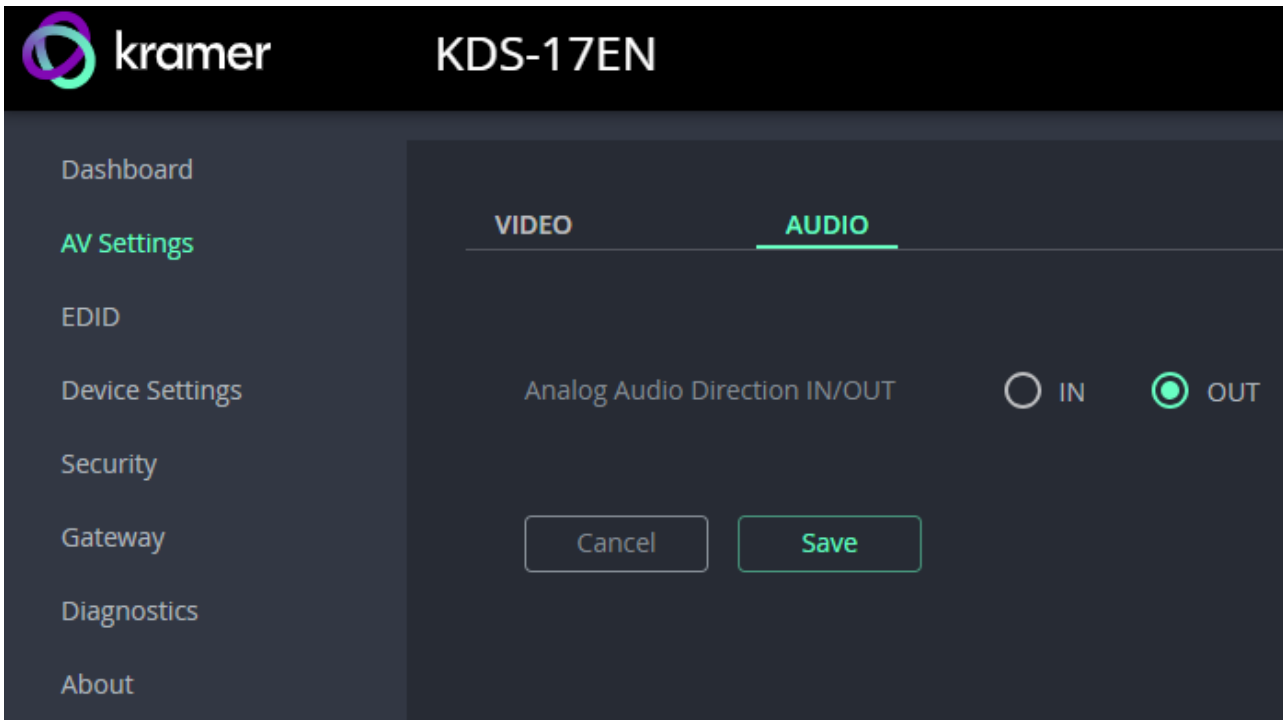 kramer
KDS-17EN
Dashboard
AV Settings
EDID
Device Settings
Security
Gateway
Diagnostics
About
VIDEO
AUDIO
Analog Audio Direction IN/OUT
IN
OUT
Cancel
Save